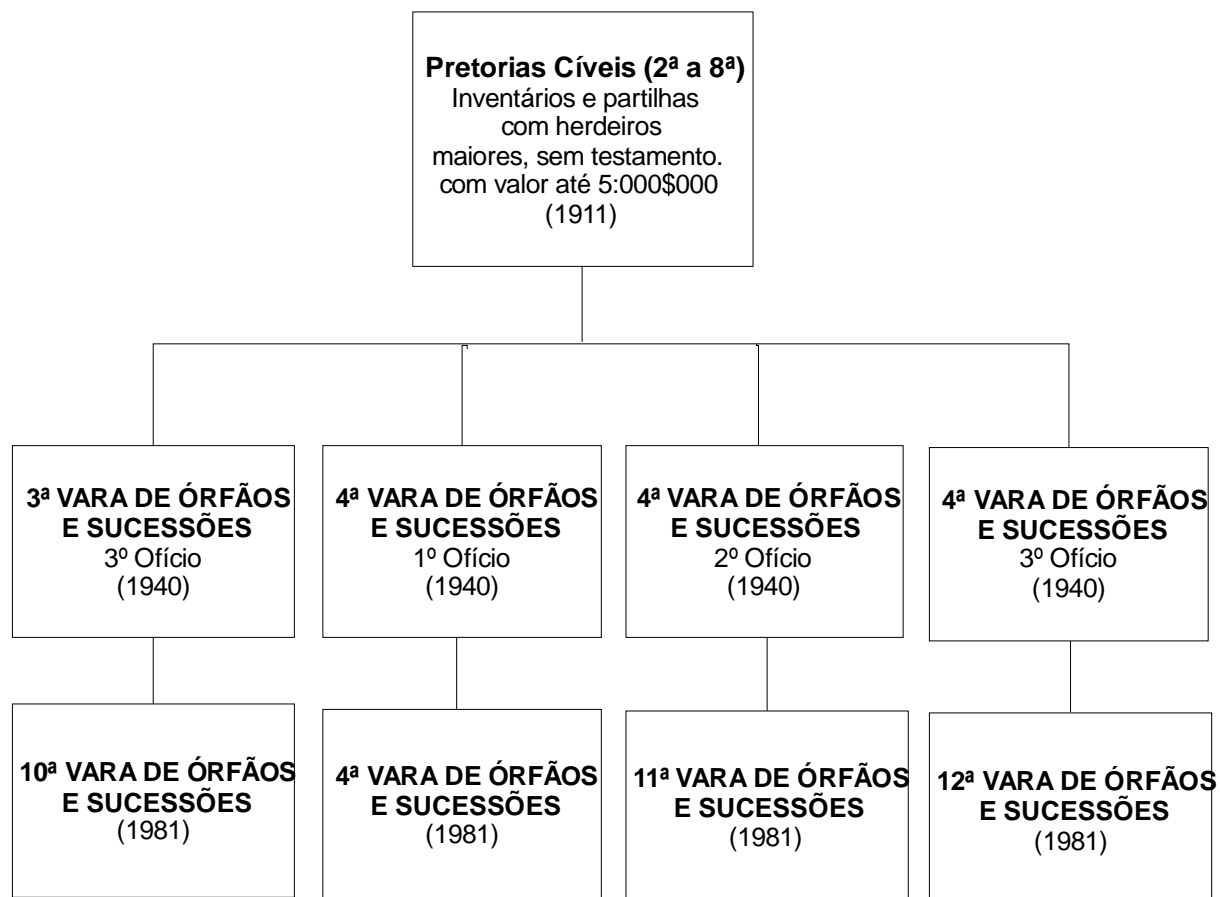 Pretorias Cíveis (2ª a 8ª)
Inventários e partilhas
com herdeiros
maiores, sem testamento.
com valor até 5:000$000
(1911)
3ª VARA DE ÓRFÃOS
E SUCESSÕES
3º Ofício
(1940)
4ª VARA DE ÓRFÃOS
E SUCESSÕES
1º Ofício
(1940)
4ª VARA DE ÓRFÃOS
E SUCESSÕES
2º Ofício
(1940)
4ª VARA DE ÓRFÃOS
E SUCESSÕES
3º Ofício
(1940)
10ª VARA DE ÓRFÃOS
E SUCESSÕES
(1981)
4ª VARA DE ÓRFÃOS
E SUCESSÕES
(1981)
11ª VARA DE ÓRFÃOS
E SUCESSÕES
(1981)
12ª VARA DE ÓRFÃOS
E SUCESSÕES
(1981)